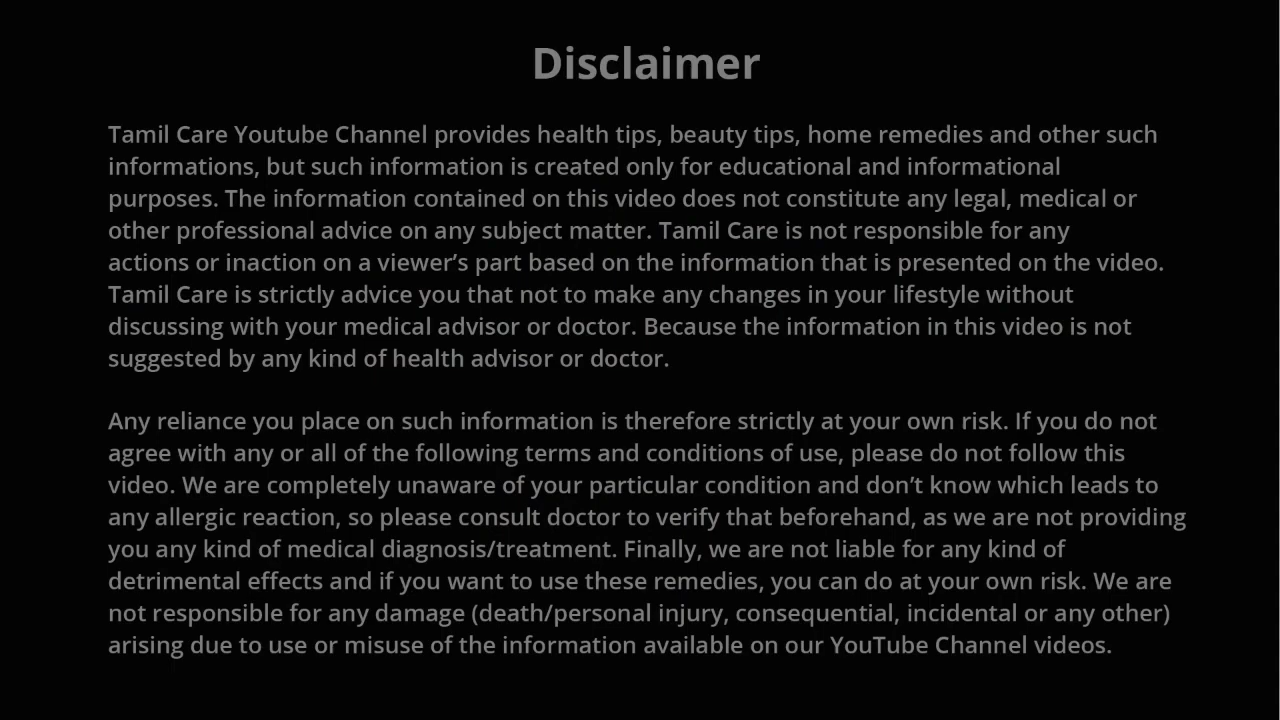 Disclaimer
Tamil Care Youtube Channel provides health tips, beauty tips, home remedies and other such
informations, but such information is created only for educational and informational
purposes. The information contained on this video does not constitute any legal, medical or
other professional advice on any subject matter. Tamil Care is not responsible for any
actions or inaction on a viewer’s part based on the information that is presented on the video.
Tamil Care is strictly advice you that not to make any changes in your lifestyle without
discussing with your medical advisor or doctor. Because the information in this video is not
suggested by any kind of health advisor or doctor.
Any reliance you place on such information is therefore strictly at your own risk. If you do not
agree with any or all of the following terms and conditions of use, please do not follow this
video. We are completely unaware of your particular condition and don’t know which leads to
any allergic reaction, so please consult doctor to verify that beforehand, as we are not providing
you any kind of medical diagnosis/treatment. Finally, we are not liable for any kind of
detrimental effects and if you want to use these remedies, you can do at your own risk. We are
not responsible for any damage (death/personal injury, consequential, incidental or any other)
arising due to use or misuse of the information available on our YouTube Channel videos.